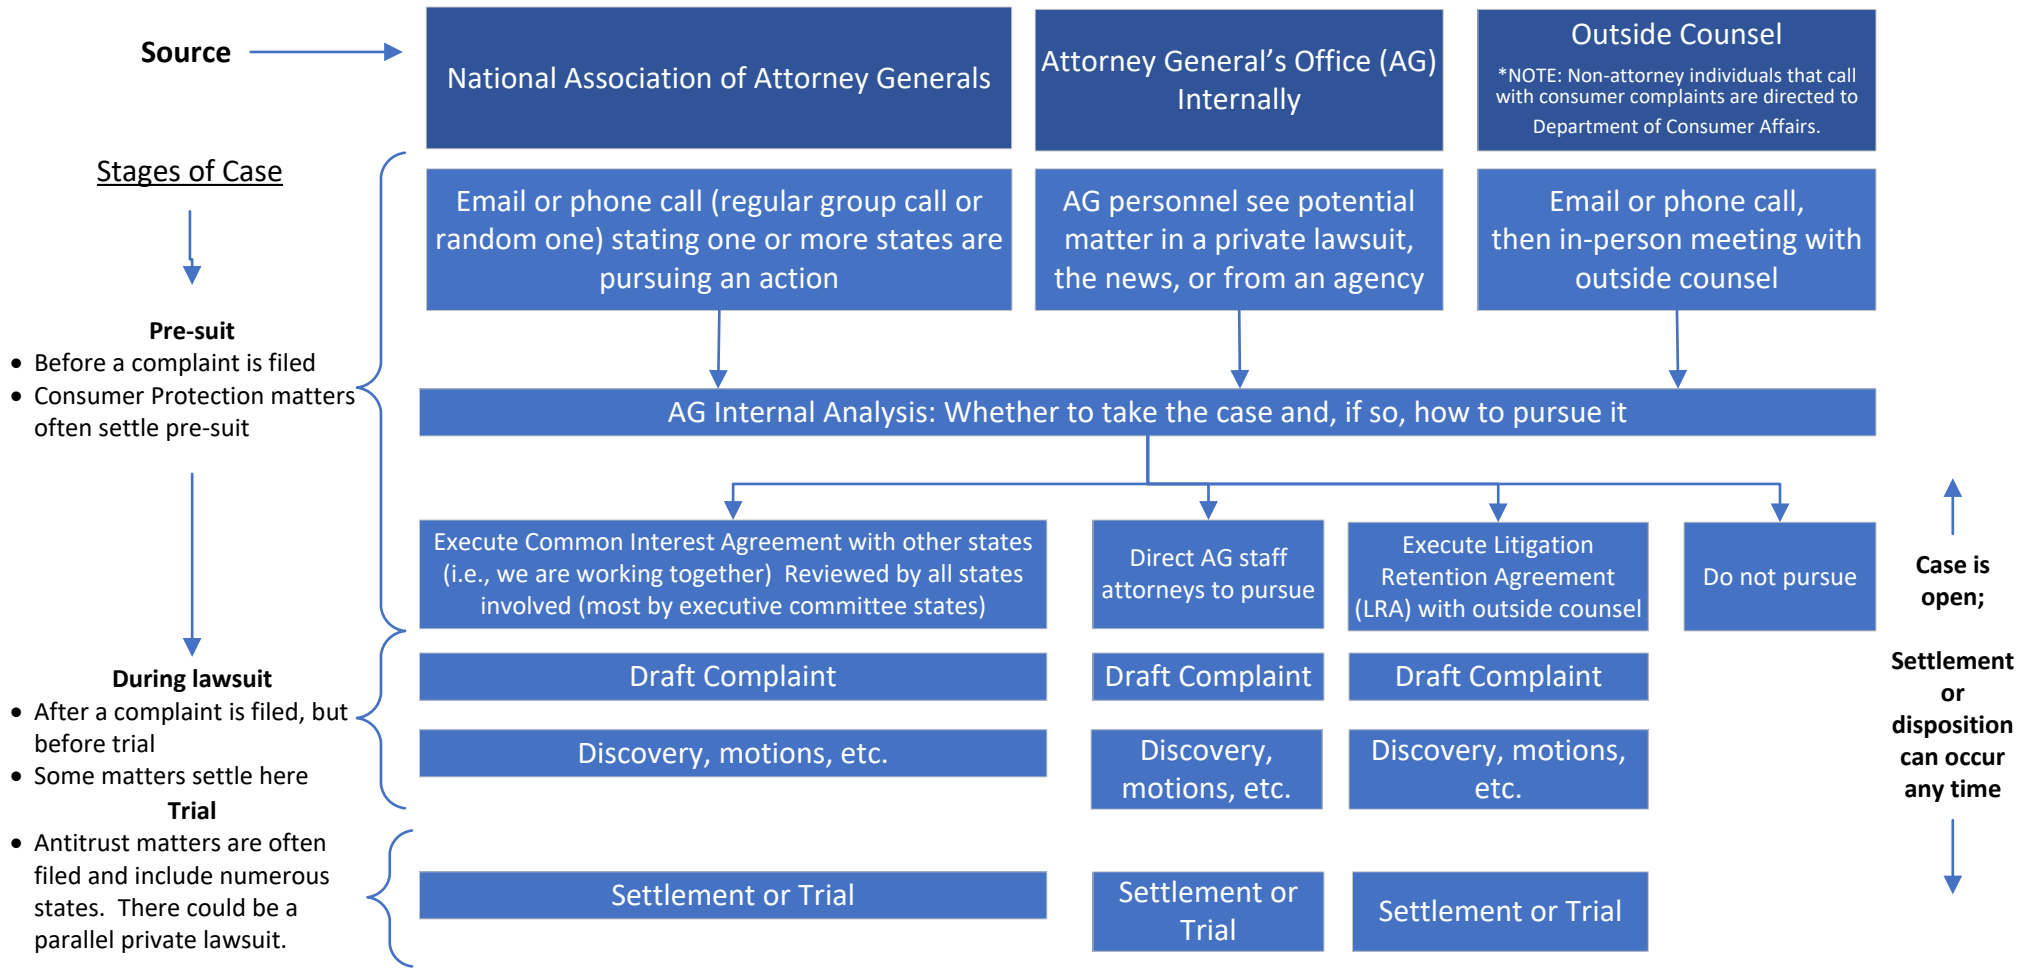 Source
National Association of Attorney Generals
Attorney General’s Office (AG)
Internally
Outside Counsel
*NOTE: Non-attorney individuals that call
with consumer complaints are directed to
Department of Consumer Affairs.
Stages of Case
Email or phone call (regular group call or
random one) stating one or more states are
pursuing an action
AG personnel see potential
matter in a private lawsuit,
the news, or from an agency
Email or phone call,
then in-person meeting with
outside counsel
Pre-suit
• Before a complaint is filed
• Consumer Protection matters
often settle pre-suit
AG Internal Analysis: Whether to take the case and, if so, how to pursue it
Execute Common Interest Agreement with other states
(i.e., we are working together)  Reviewed by all states
involved (most by executive committee states)
Direct AG staff
attorneys to pursue
Execute Litigation
Retention Agreement
(LRA) with outside counsel
Do not pursue
Case is
open;
Settlement
or
disposition
can occur
any time
During lawsuit
• After a complaint is filed, but
before trial
• Some matters settle here
Draft Complaint
Draft Complaint
Draft Complaint
Discovery, motions, etc.
Discovery,
motions, etc.
Discovery, motions,
etc.
Trial
• Antitrust matters are often
filed and include numerous
states.  There could be a
parallel private lawsuit.
Settlement or Trial
Settlement or
Trial
Settlement or Trial